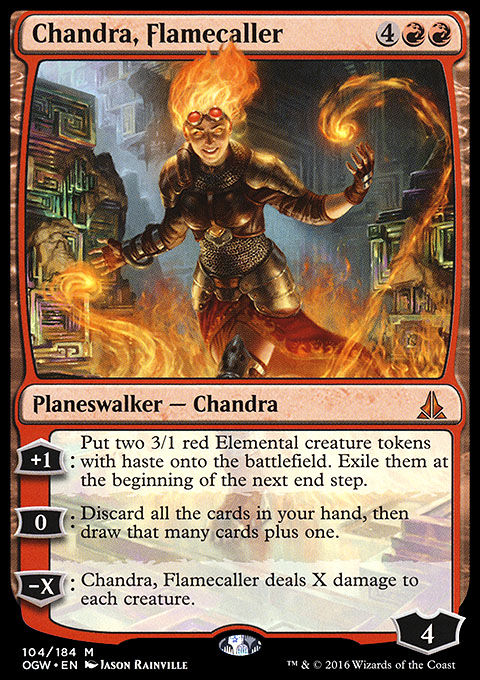 Chandra, Flamecaller 4
Planeswalker — Chandra
+1 : Put two 3/1 red Elemental creature tokens
with haste onto the battlefield. Exile them at
the beginning of the next end step.
0 : Discard all the cards in your hand, then
draw that many cards plus one.
-X : Chandra, Flamecaller deals X damage to
each creature.
4
104/184 M
OGW • EN Jason Rainville
™ & © 2016 Wizards of the Coast